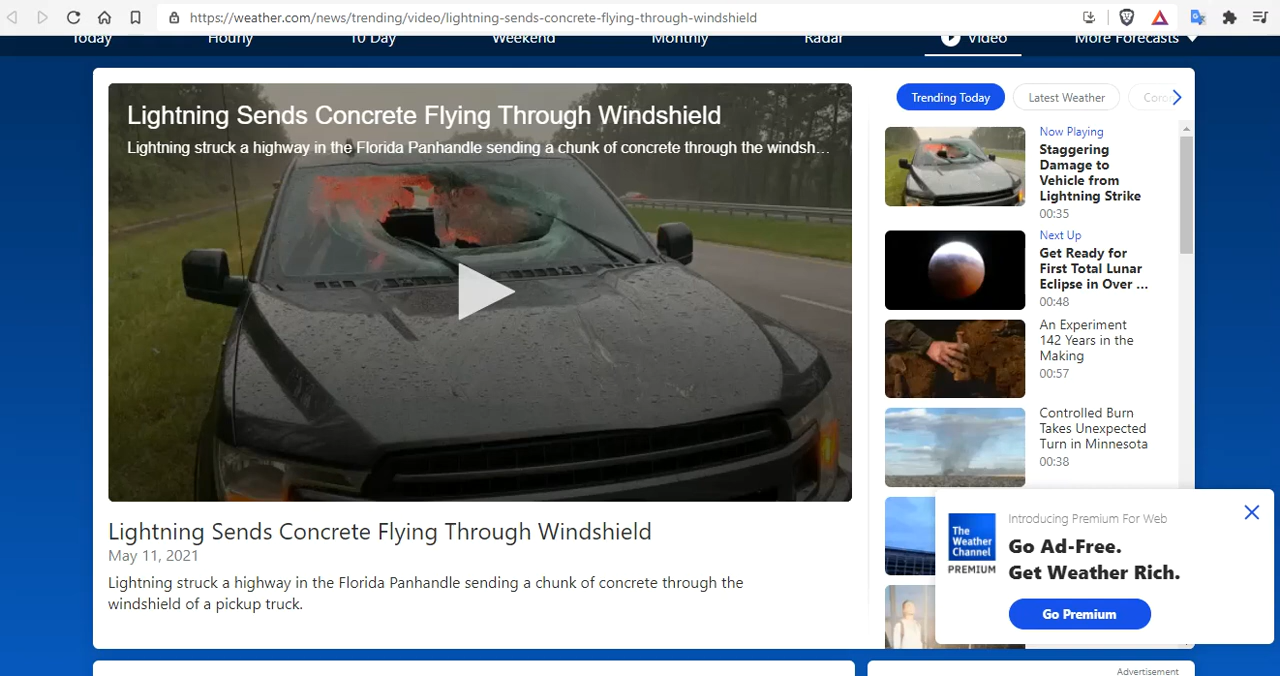 https://weather.com/news/trending/video/lightning-sends-concrete-flying-through-windshield
Today Hourly 10 Day Weekend Monthly Radar Video More Forecasts
Lightning Sends Concrete Flying Through Windshield
Lightning struck a highway in the Florida Panhandle sending a chunk of concrete through the windsh...
Lightning Sends Concrete Flying Through Windshield
May 11, 2021
Lightning struck a highway in the Florida Panhandle sending a chunk of concrete through the
windshield of a pickup truck.
Trending Today Latest Weather Coro
Now Playing
Staggering
Damage to
Vehicle from
Lightning Strike
00:35
Next Up
Get Ready for
First Total Lunar
Eclipse in Over ...
00:48
An Experiment
142 Years in the
Making
00:57
Controlled Burn
Takes Unexpected
Turn in Minnesota
00:38
The
Weather
Channel
PREMIUM
Introducing Premium For Web
Go Ad-Free.
Get Weather Rich.
Go Premium
Advertisement